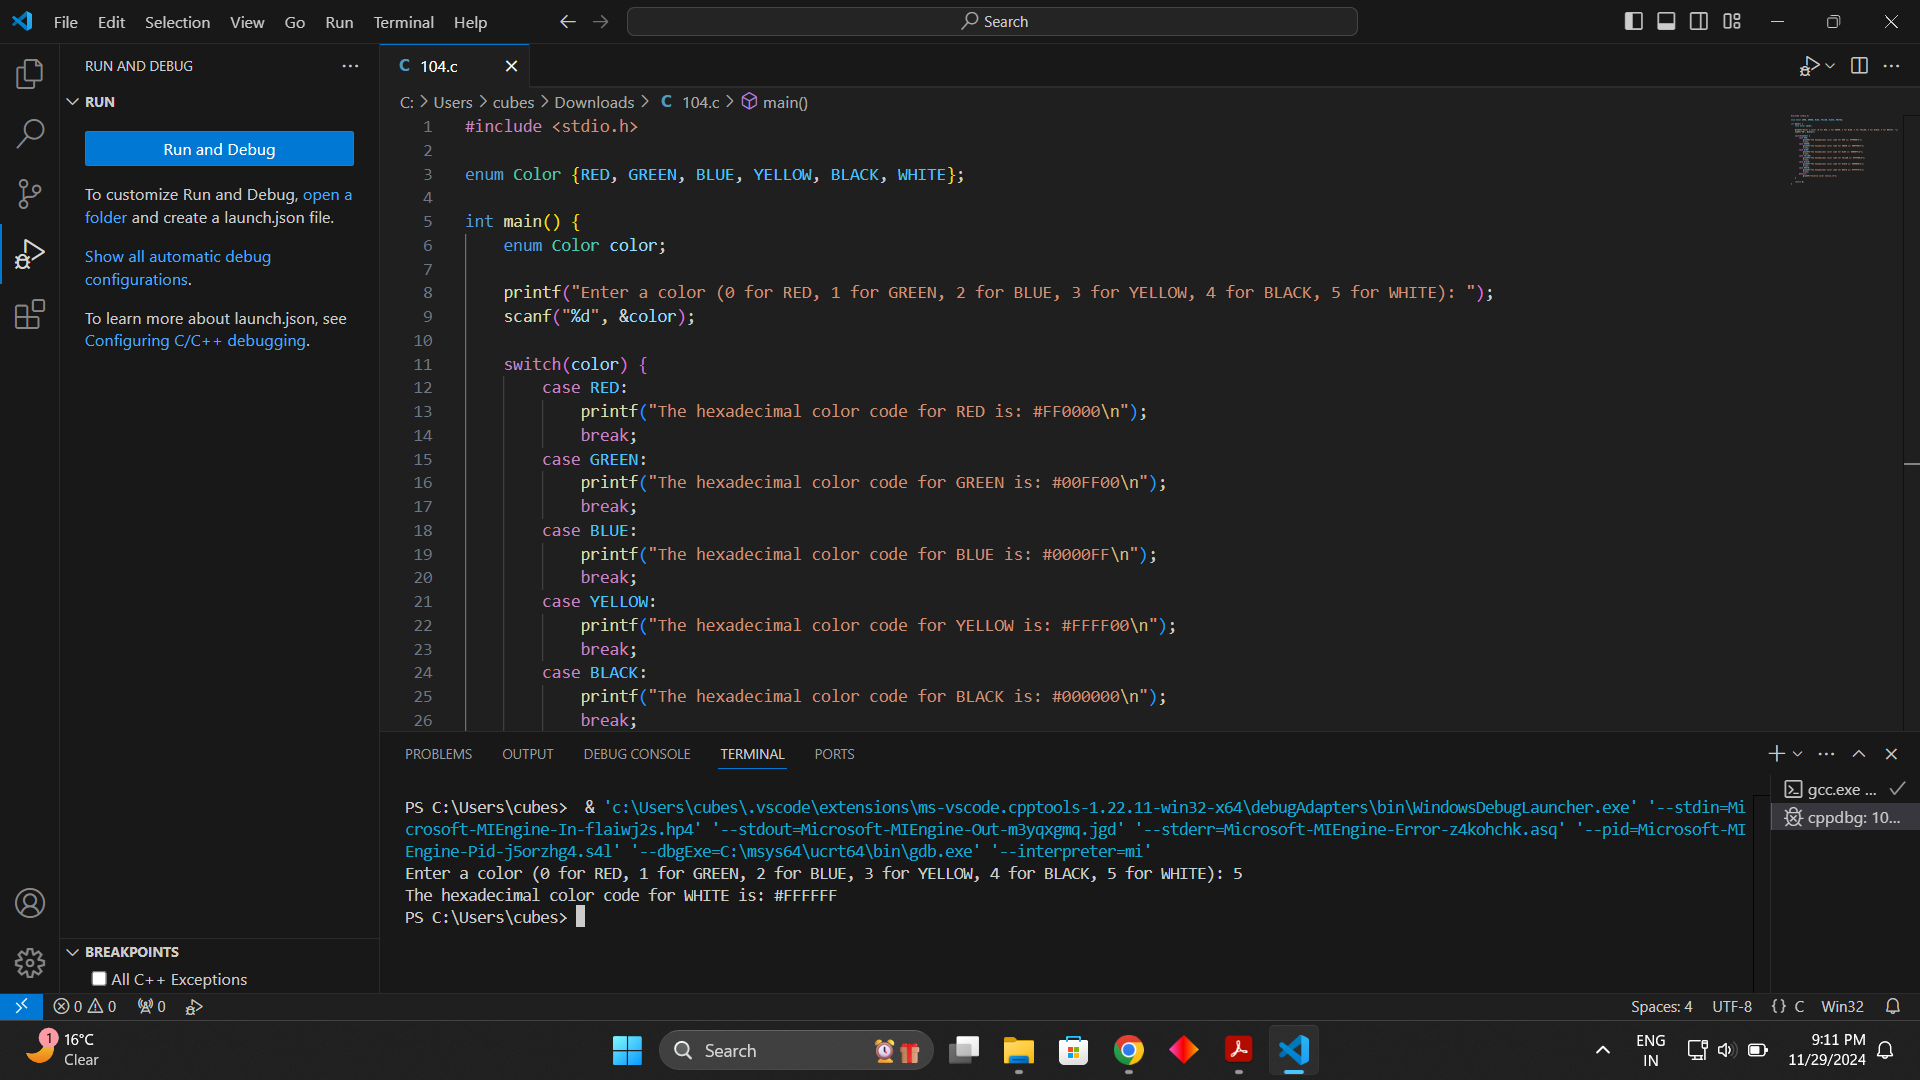 File Edit Selection View Go Run Terminal Help
Search
RUN AND DEBUG
RUN
Run and Debug
To customize Run and Debug, open a
folder and create a launch.json file.
Show all automatic debug
configurations.
To learn more about launch.json, see
Configuring C/C++ debugging.
BREAKPOINTS
All C++ Exceptions
C 104.c
C: > Users > cubes > Downloads > C 104.c > main()
1 #include <stdio.h>
2
3 enum Color {RED, GREEN, BLUE, YELLOW, BLACK, WHITE};
4
5 int main() {
6     enum Color color;
7
8     printf("Enter a color (0 for RED, 1 for GREEN, 2 for BLUE, 3 for YELLOW, 4 for BLACK, 5 for WHITE): ");
9     scanf("%d", &color);
10
11     switch(color) {
12         case RED:
13             printf("The hexadecimal color code for RED is: #FF0000\n");
14             break;
15         case GREEN:
16             printf("The hexadecimal color code for GREEN is: #00FF00\n");
17             break;
18         case BLUE:
19             printf("The hexadecimal color code for BLUE is: #0000FF\n");
20             break;
21         case YELLOW:
22             printf("The hexadecimal color code for YELLOW is: #FFFF00\n");
23             break;
24         case BLACK:
25             printf("The hexadecimal color code for BLACK is: #000000\n");
26             break;
PROBLEMS OUTPUT DEBUG CONSOLE TERMINAL PORTS
PS C:\Users\cubes>  & 'c:\Users\cubes\.vscode\extensions\ms-vscode.cpptools-1.22.11-win32-x64\debugAdapters\bin\WindowsDebugLauncher.exe' '--stdin=Mi
crosoft-MIEngine-In-flaiwj2s.hp4' '--stdout=Microsoft-MIEngine-Out-m3yqxgmq.jgd' '--stderr=Microsoft-MIEngine-Error-z4kohchk.asq' '--pid=Microsoft-MI
Engine-Pid-j5orzhg4.s4l' '--dbgExe=C:\msys64\ucrt64\bin\gdb.exe' '--interpreter=mi'
Enter a color (0 for RED, 1 for GREEN, 2 for BLUE, 3 for YELLOW, 4 for BLACK, 5 for WHITE): 5
The hexadecimal color code for WHITE is: #FFFFFF
PS C:\Users\cubes>
gcc.exe ...
cppdbg: 10...
0 0 0
Spaces: 4 UTF-8 {} C Win32
1
16°C
Clear
Search
ENG
IN
9:11 PM
11/29/2024